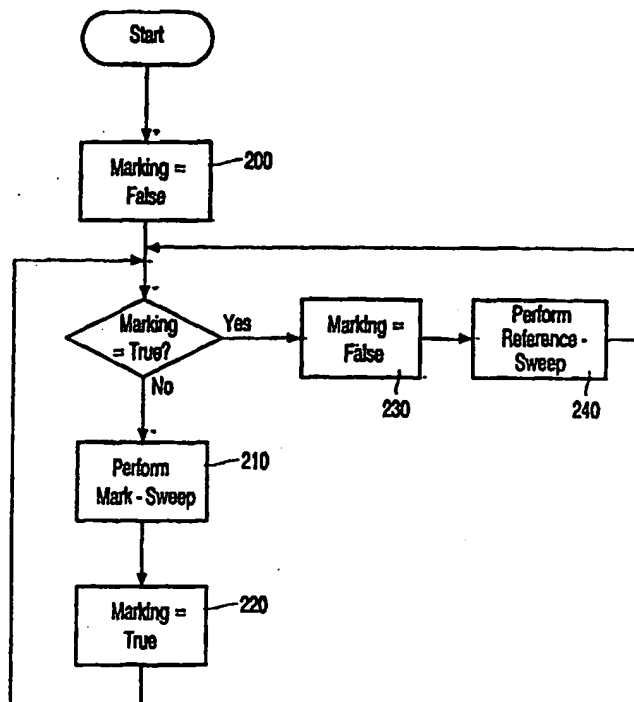 Start
Marking =
False
200
Marking
= True?
Yes
No
Marking =
False
230
Perform
Reference -
Sweep
240
Perform
Mark - Sweep
210
Marking =
True
220